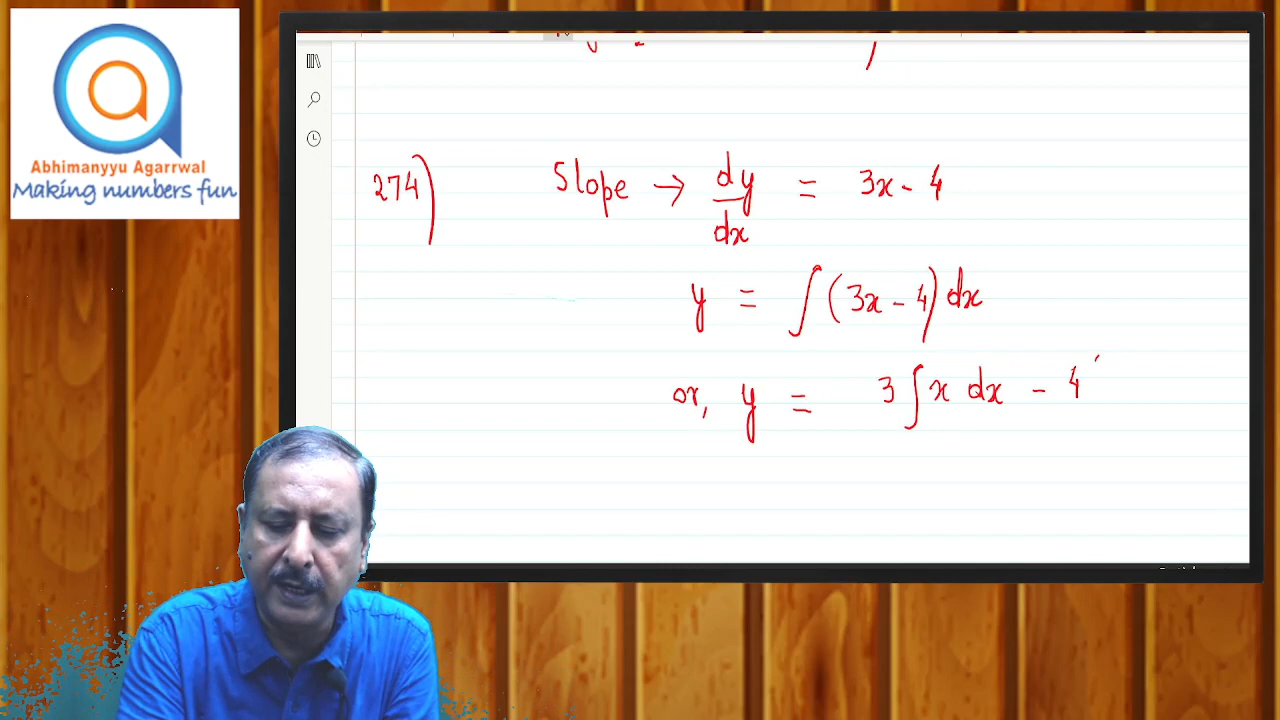 Abhimanyyu Agarrwal
Making numbers fun
274) Slope → dy/dx = 3x - 4
y = ∫(3x - 4) dx
or, y = 3∫x dx - 4